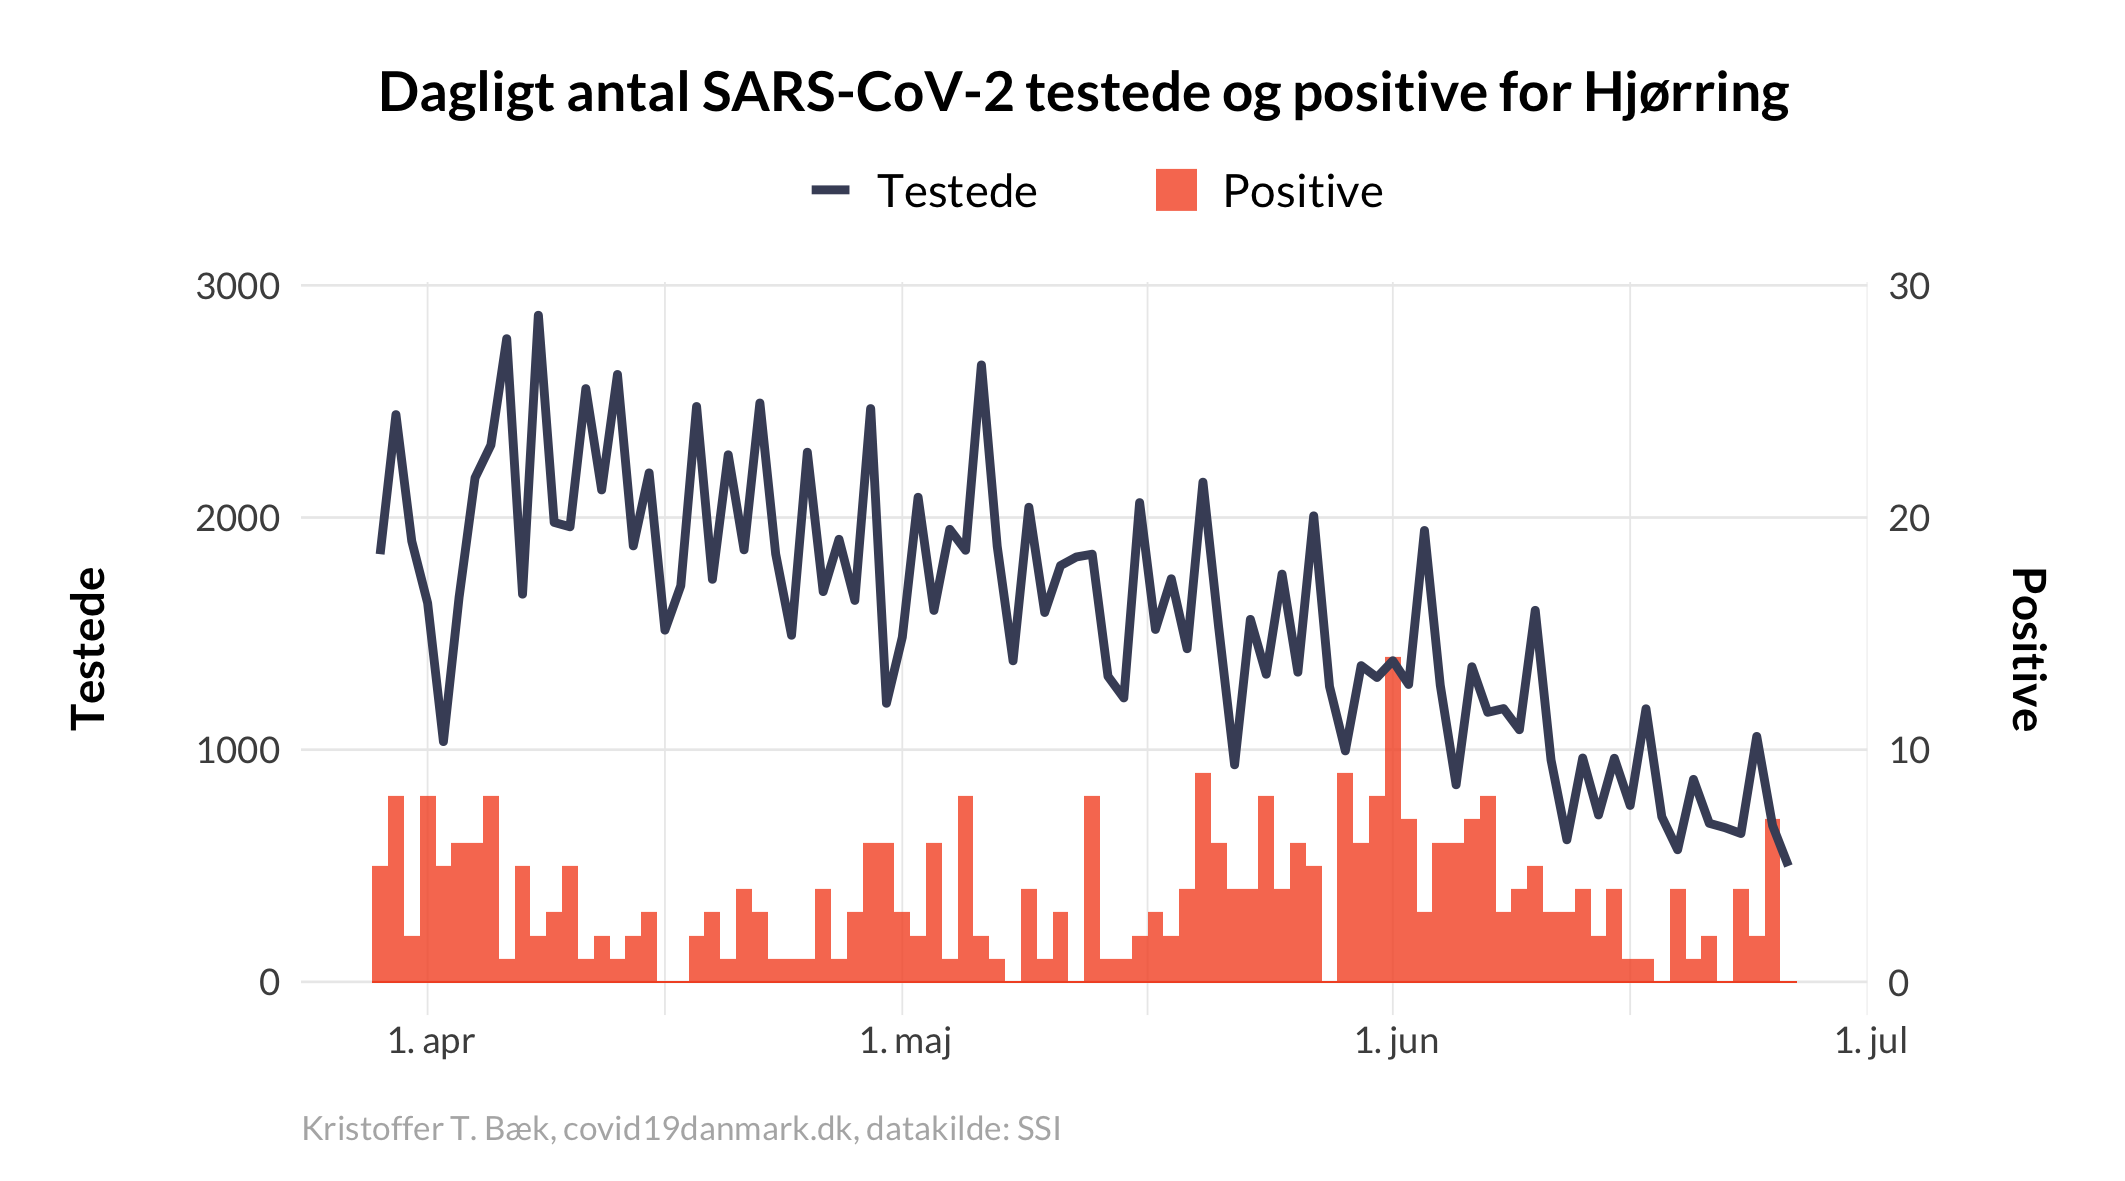 Dagligt antal SARS-CoV-2 testede og positive for Hjørring
Testede Positive
3000 30
2000 20
1000 10
0 0
Testede
Positive
1. apr 1. maj 1. jun 1. jul
Kristoffer T. Bæk, covid19danmark.dk, datakilde: SSI